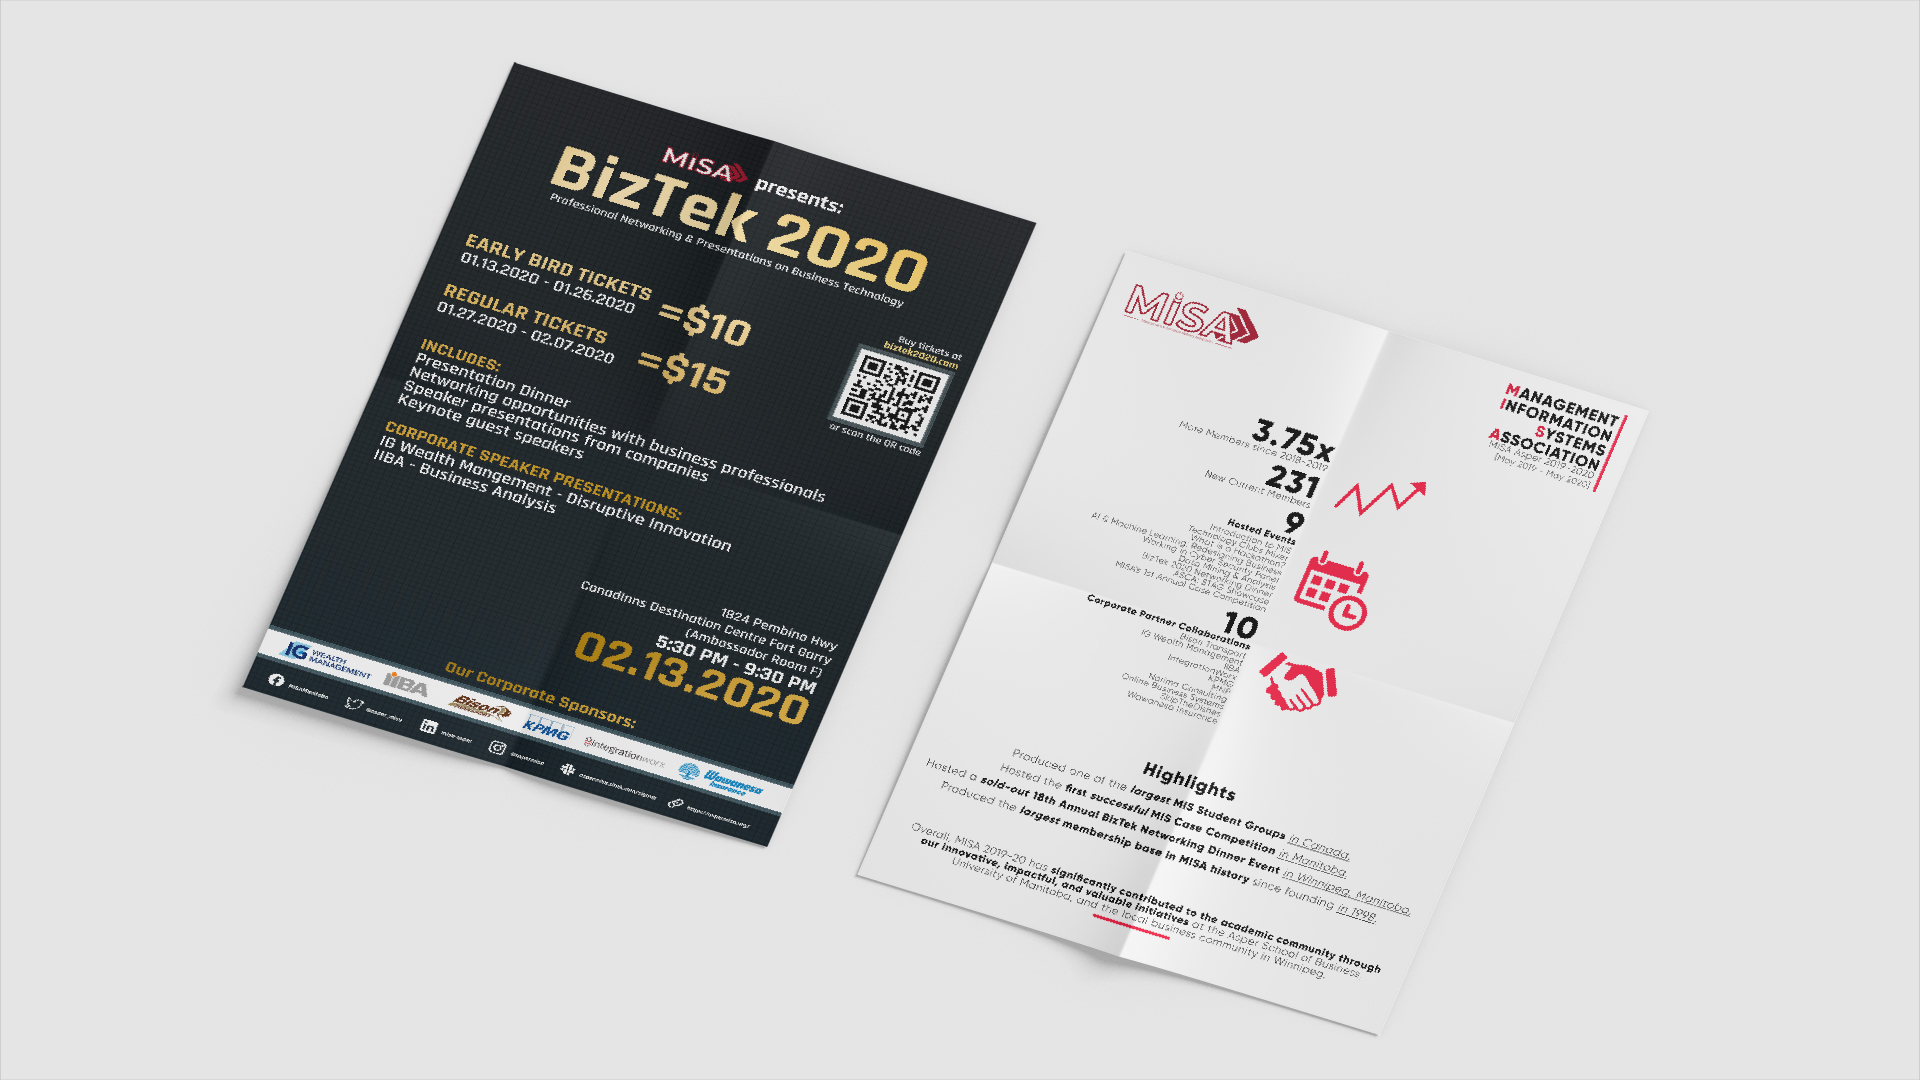 MiSA presents:
BizTek 2020
Professional Networking & Presentations on Business Technology
EARLY BIRD TICKETS
01.13.2020 - 01.26.2020
=$10
REGULAR TICKETS
01.27.2020 - 02.07.2020
=$15
Buy tickets at
biztek2020.com
or scan the QR code
INCLUDES:
Presentation Dinner
Networking opportunities with business professionals
Speaker presentations from companies
Keynote guest speakers
CORPORATE SPEAKER PRESENTATIONS:
IG Wealth Mangement - Disruptive Innovation
IIBA - Business Analysis
1824 Pembina Hwy
CanadInns Destination Centre Fort Garry
(Ambassador Room F)
5:30 PM - 9:30 PM
02.13.2020
Our Corporate Sponsors:
IG WEALTH
MANAGEMENT
iiBA
Bison
KPMG
integrationworx
Wawanesa
Insurance
MiSA
MANAGEMENT
INFORMATION
SYSTEMS
ASSOCIATION
MISA Asper 2019-2020
(May 2019 - May 2020)
3.75x
More Members since 2018-2019
231
New Current Members
9
Hosted Events
Introduction to MIS
Technology Clubs Mixer
What is a Hackathon?
AI & Machine Learning: Redesigning Business
Working in Cyber Security Panel
Data Mining & Analysis
BizTek 2020 Networking Dinner
ASCA: STAG Showcase
MISA's 1st Annual Case Competition
10
Corporate Partner Collaborations
Bison Transport
IG Wealth Management
IIBA
IntegrationWorx
KPMG
MNP
Narima Consulting
Online Business Systems
SkipTheDishes
Wawanesa Insurance
Highlights
Produced one of the largest MIS Student Groups in Canada.
Hosted the first successful MIS Case Competition in Manitoba.
Hosted a sold-out 18th Annual BizTek Networking Dinner Event in Winnipeg, Manitoba.
Produced the largest membership base in MISA history since founding in 1998.
Overall, MISA 2019-20 has significantly contributed to the academic community through
our innovative, impactful, and valuable initiatives at the Asper School of Business
University of Manitoba, and the local business community in Winnipeg.